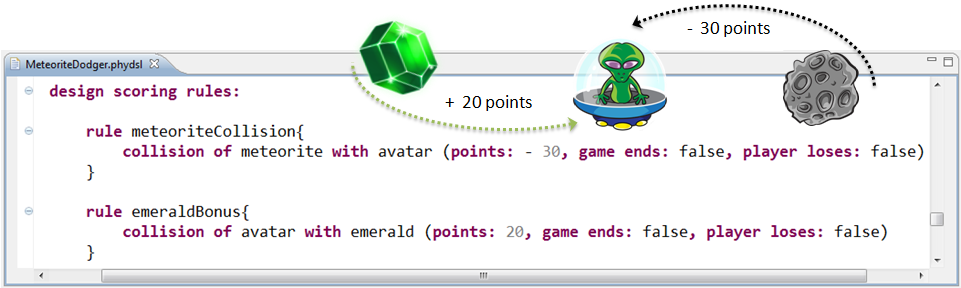 - 30 points
MeteoriteDodger.phydsl
+ 20 points
design scoring rules:
rule meteoriteCollision{
collision of meteorite with avatar (points: - 30, game ends: false, player loses: false)
}
rule emeraldBonus{
collision of avatar with emerald (points: 20, game ends: false, player loses: false)
}